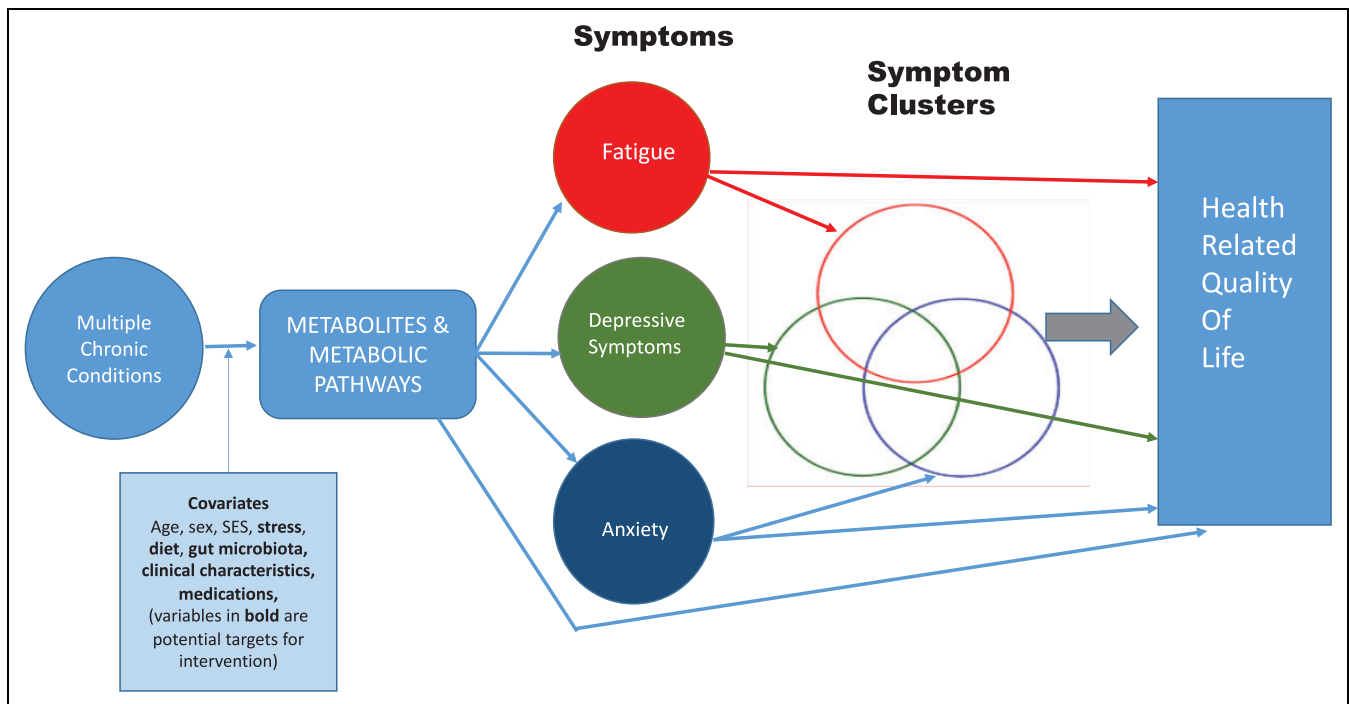 Symptoms
Symptom
Clusters
Fatigue
Health
Related
Quality
Of
Life
Multiple
Chronic
Conditions
METABOLITES &
METABOLIC
PATHWAYS
Depressive
Symptoms
Anxiety
Covariates
Age, sex, SES, stress,
diet, gut microbiota,
clinical characteristics,
medications,
(variables in bold are
potential targets for
intervention)